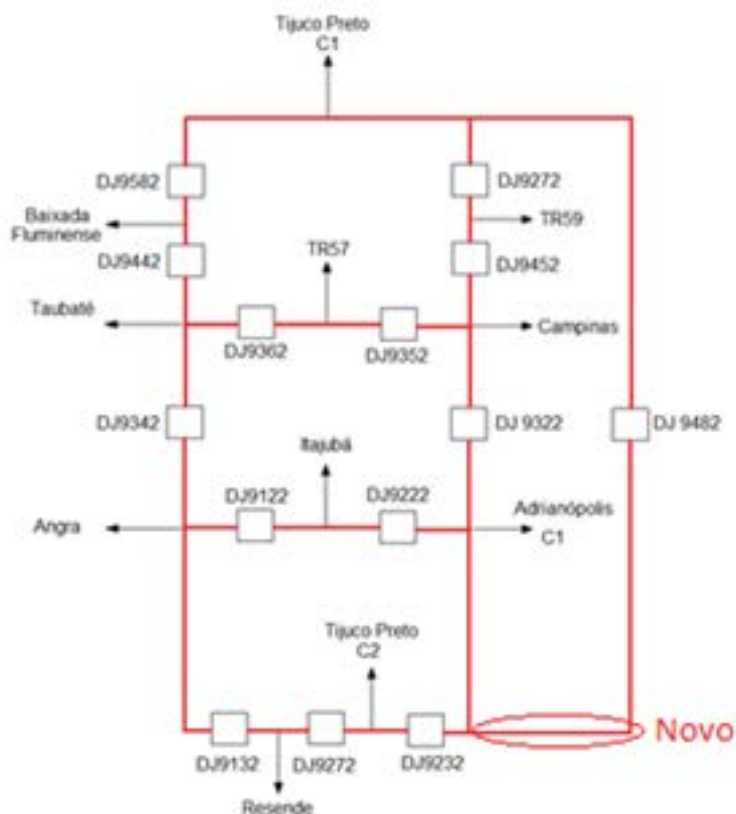 Tijuco Preto
C1
DJ9582
DJ9272
Baixada
Fluminense
TR59
TR57
DJ9442
DJ9452
Taubaté
Campinas
DJ9362
DJ9352
DJ9342
DJ 9322
DJ 9482
Itajubá
DJ9122
DJ9222
Angra
Adrianópolis
C1
Tijuco Preto
C2
Novo
DJ9132
DJ9272
DJ9232
Resende